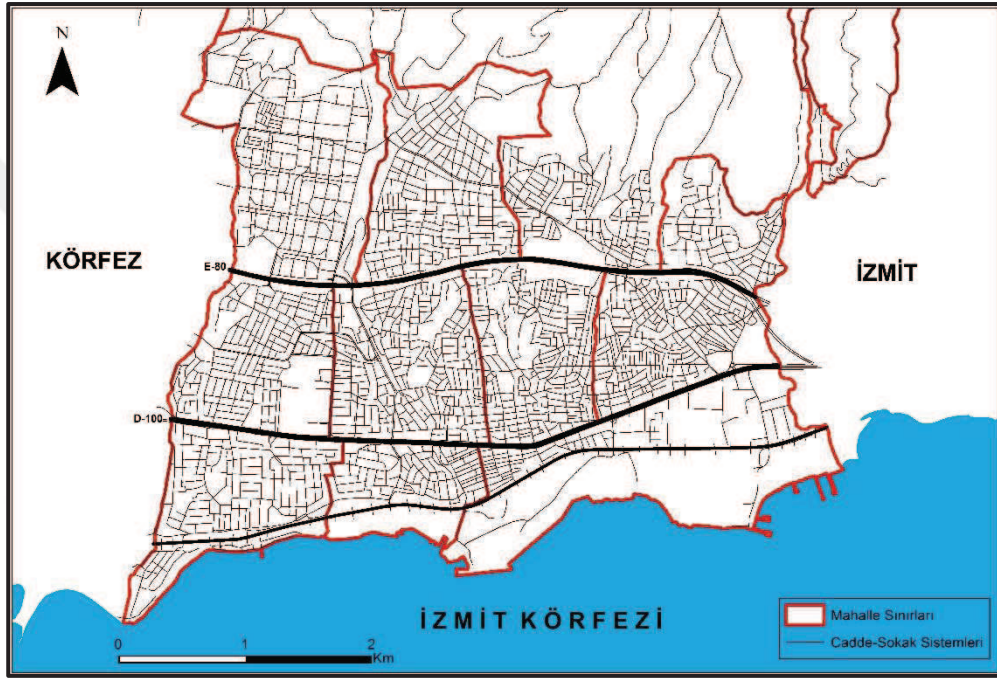 N
KÖRFEZ
E-80
İZMİT
D-100
İZMİT KÖRFEZİ
Mahalle Sınırları
Cadde-Sokak Sistemleri
0 1 2
Km